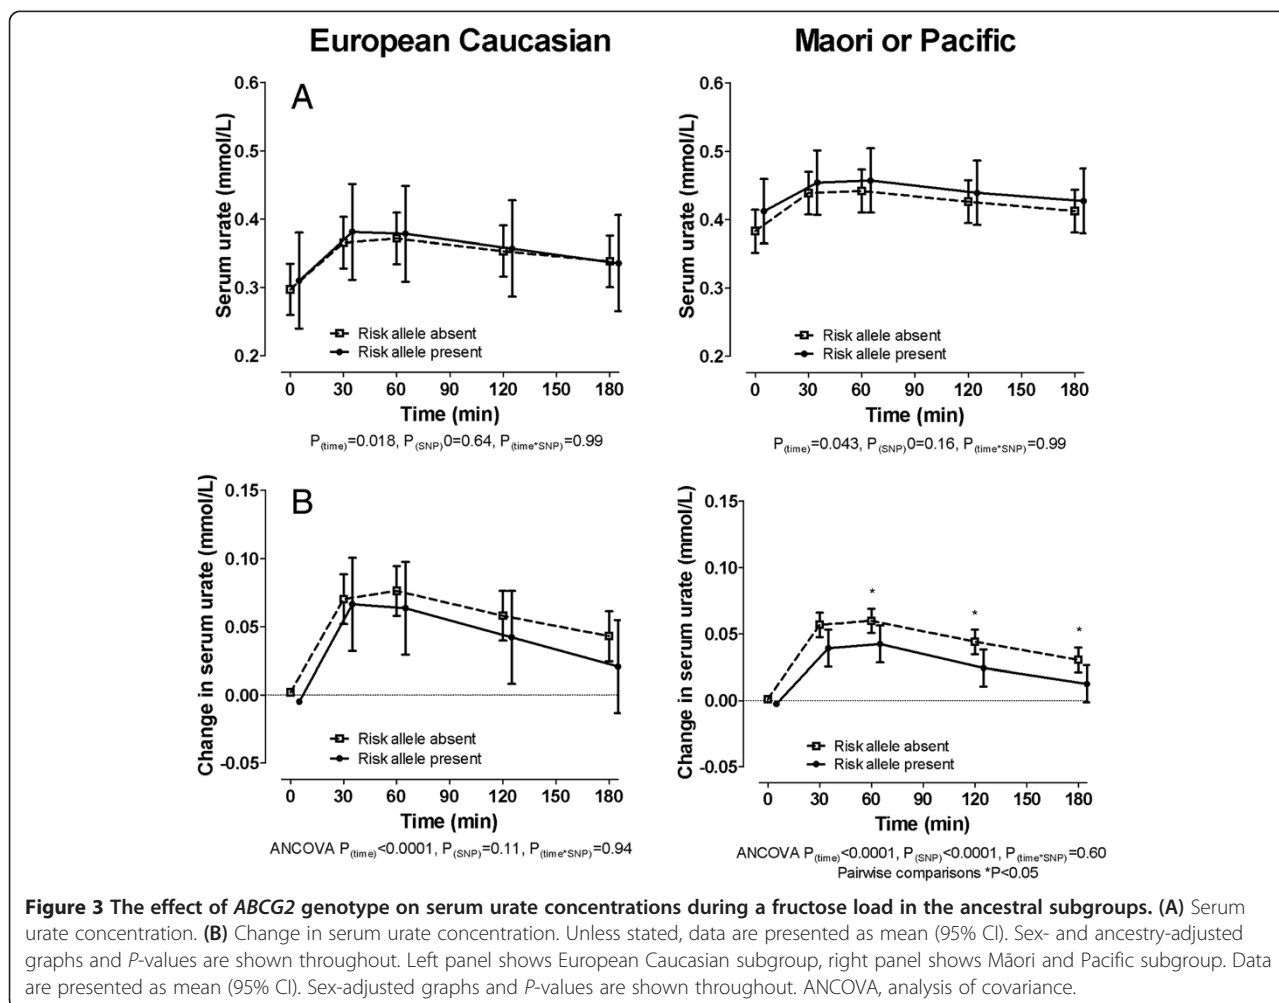 European Caucasian
Maori or Pacific
A
Serum urate (mmol/L)
0.6
0.5
0.4
0.3
0.2
Risk allele absent
Risk allele present
0 30 60 90 120 150 180
Time (min)
P(time)=0.018, P(SNP)0=0.64, P(time*SNP)=0.99
Serum urate (mmol/L)
0.6
0.5
0.4
0.3
0.2
Risk allele absent
Risk allele present
0 30 60 90 120 150 180
Time (min)
P(time)=0.043, P(SNP)0=0.16, P(time*SNP)=0.99
B
Change in serum urate (mmol/L)
0.15
0.10
0.05
0.00
-0.05
Risk allele absent
Risk allele present
0 30 60 90 120 150 180
Time (min)
ANCOVA P(time)<0.0001, P(SNP)=0.11, P(time*SNP)=0.94
Change in serum urate (mmol/L)
0.15
0.10
0.05
0.00
-0.05
* * *
Risk allele absent
Risk allele present
0 30 60 90 120 150 180
Time (min)
ANCOVA P(time)<0.0001, P(SNP)<0.0001, P(time*SNP)=0.60
Pairwise comparisons *P<0.05
Figure 3 The effect of ABCG2 genotype on serum urate concentrations during a fructose load in the ancestral subgroups. (A) Serum
urate concentration. (B) Change in serum urate concentration. Unless stated, data are presented as mean (95% CI). Sex- and ancestry-adjusted
graphs and P-values are shown throughout. Left panel shows European Caucasian subgroup, right panel shows Māori and Pacific subgroup. Data
are presented as mean (95% CI). Sex-adjusted graphs and P-values are shown throughout. ANCOVA, analysis of covariance.